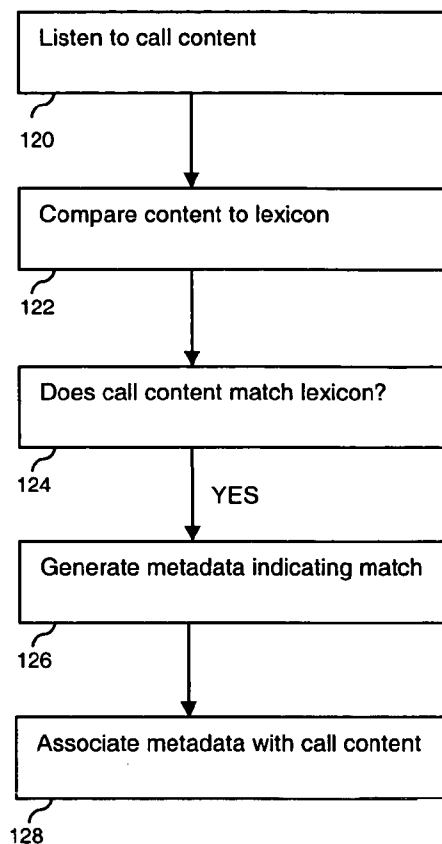 Listen to call content
120
Compare content to lexicon
122
Does call content match lexicon?
124
YES
Generate metadata indicating match
126
Associate metadata with call content
128